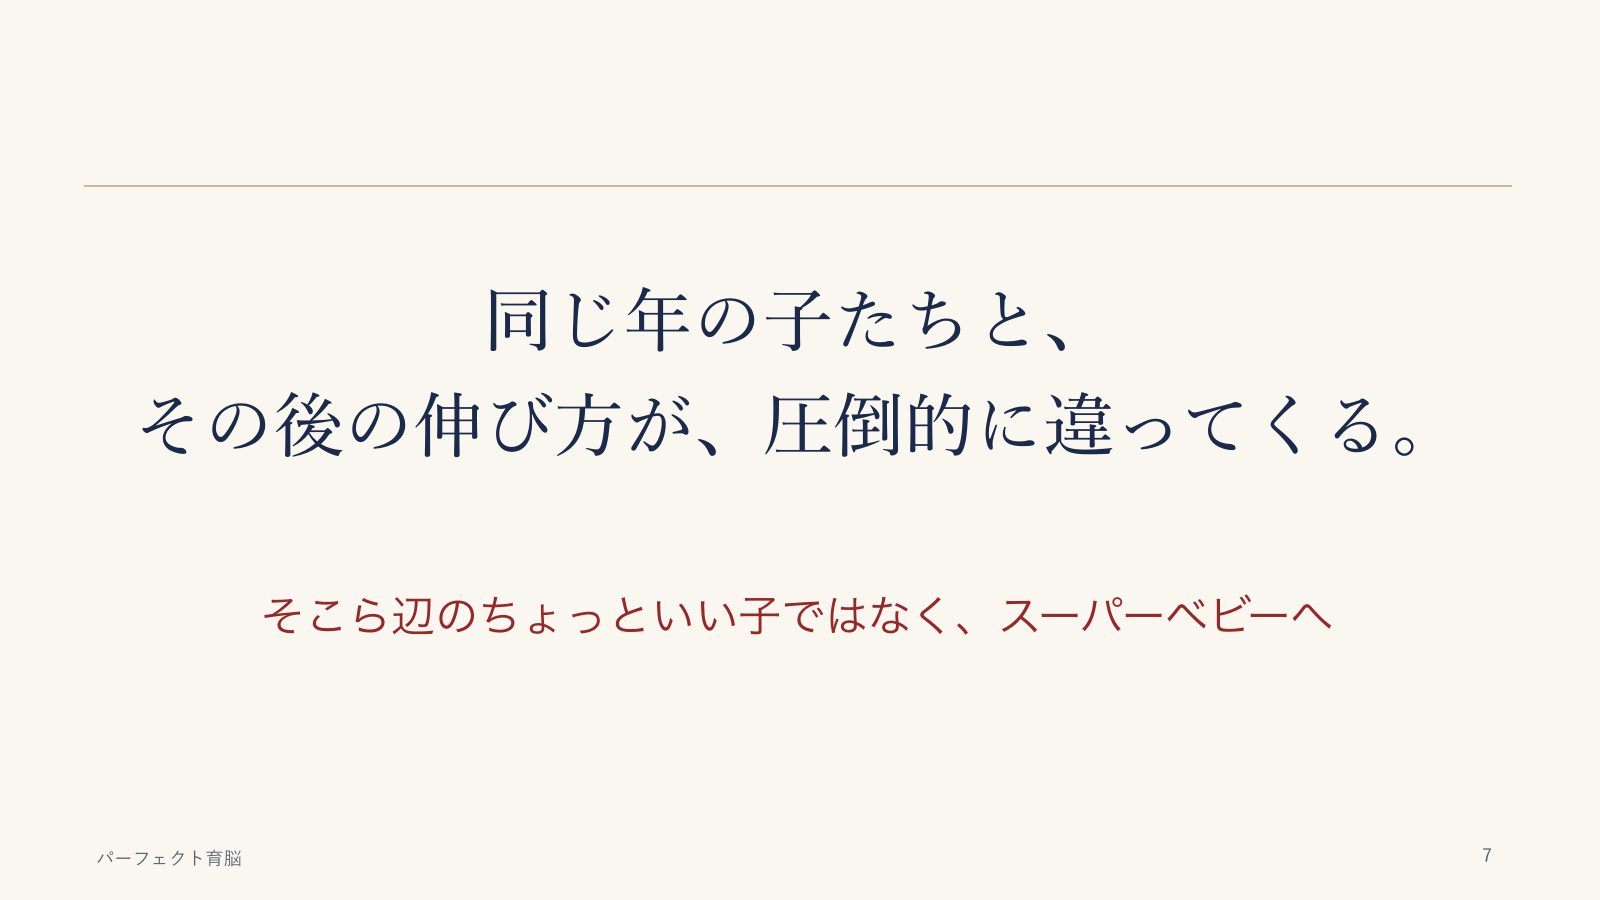 同じ年の子たちと、
その後の伸び方が、圧倒的に違ってくる。
そこら辺のちょっといい子ではなく、スーパーベビーへ
パーフェクト育脳
7